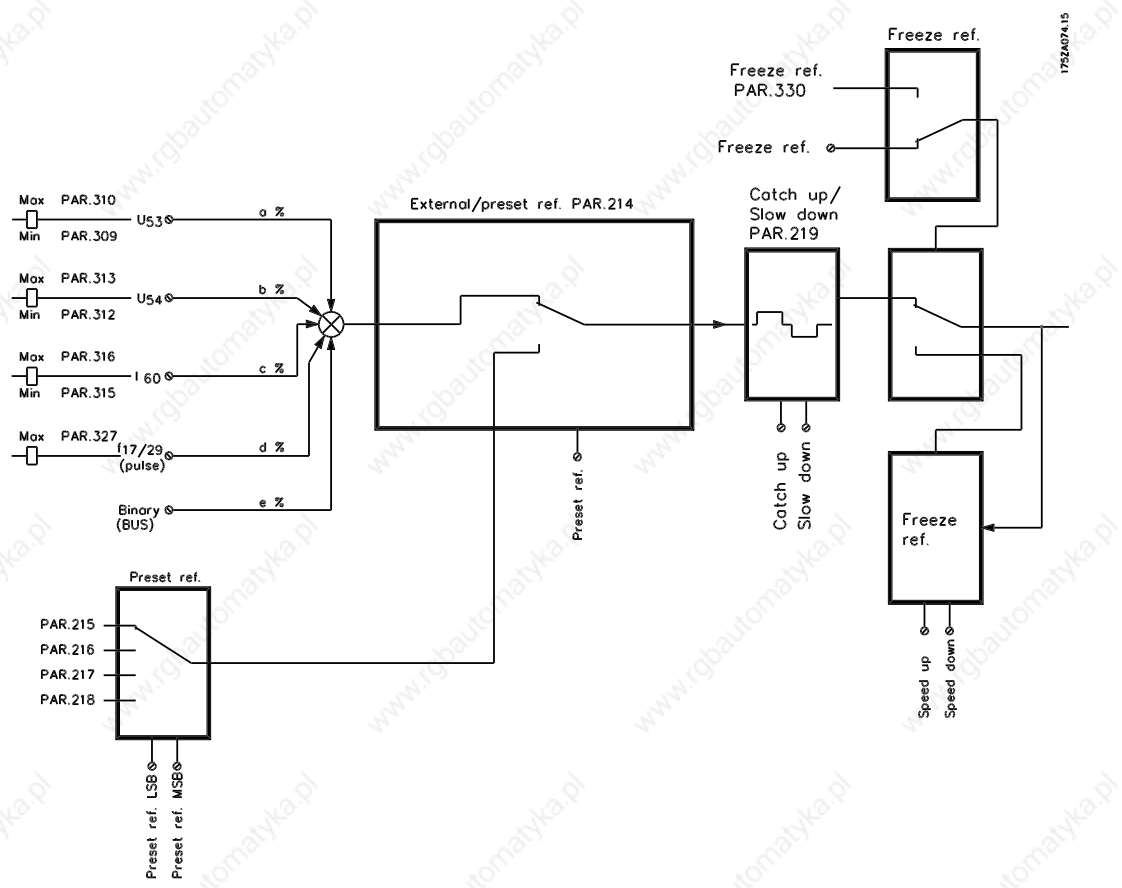 175ZA074.15
Freeze ref.
Freeze ref.
PAR.330
Freeze ref.
Max PAR.310
U53
Min PAR.309
a %
Max PAR.313
U54
Min PAR.312
b %
Max PAR.316
I 60
Min PAR.315
c %
Max PAR.327
f17/29
(pulse)
d %
Binary
(BUS)
e %
External/preset ref. PAR.214
Preset ref.
Catch up/
Slow down
PAR.219
Catch up
Slow down
Freeze
ref.
Speed up
Speed down
Preset ref.
PAR.215
PAR.216
PAR.217
PAR.218
Preset ref. LSB
Preset ref. MSB
www.rgbautomatyka.pl